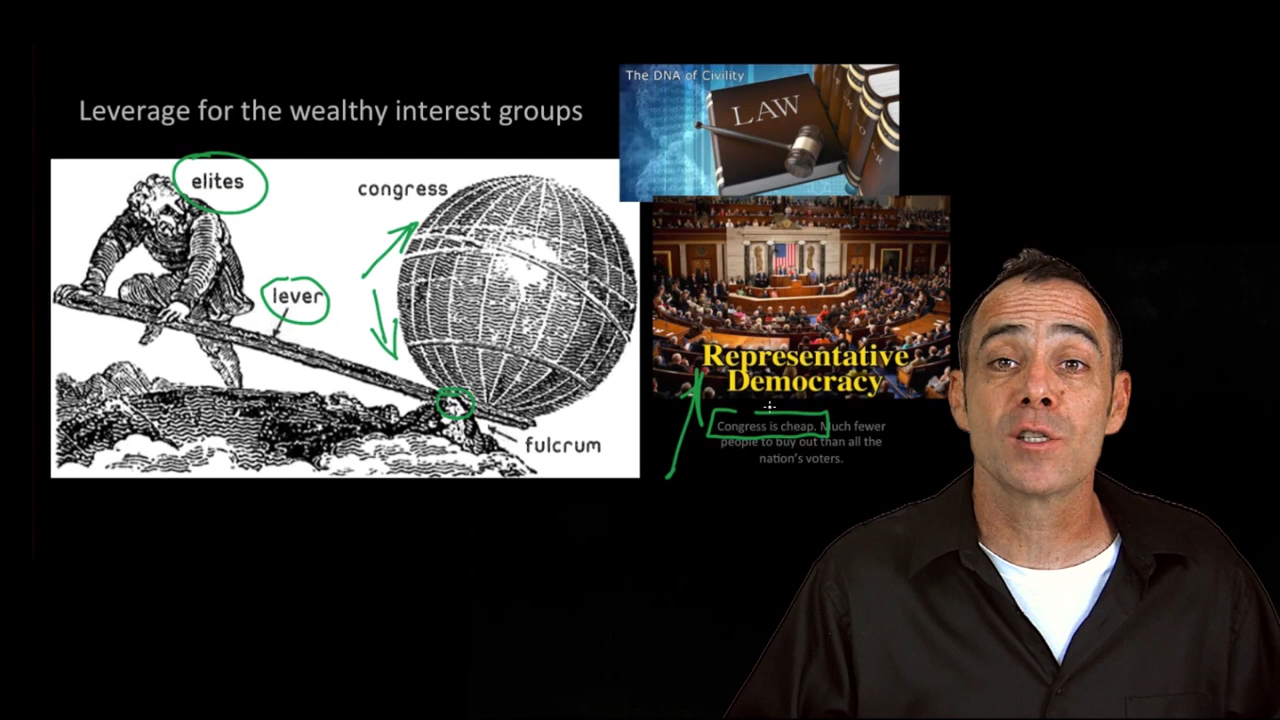 The DNA of Civility
LAW
Leverage for the wealthy interest groups
elites
congress
lever
fulcrum
Representative
Democracy
Congress is cheap. Much fewer
people to buy out than all the
nation's voters.